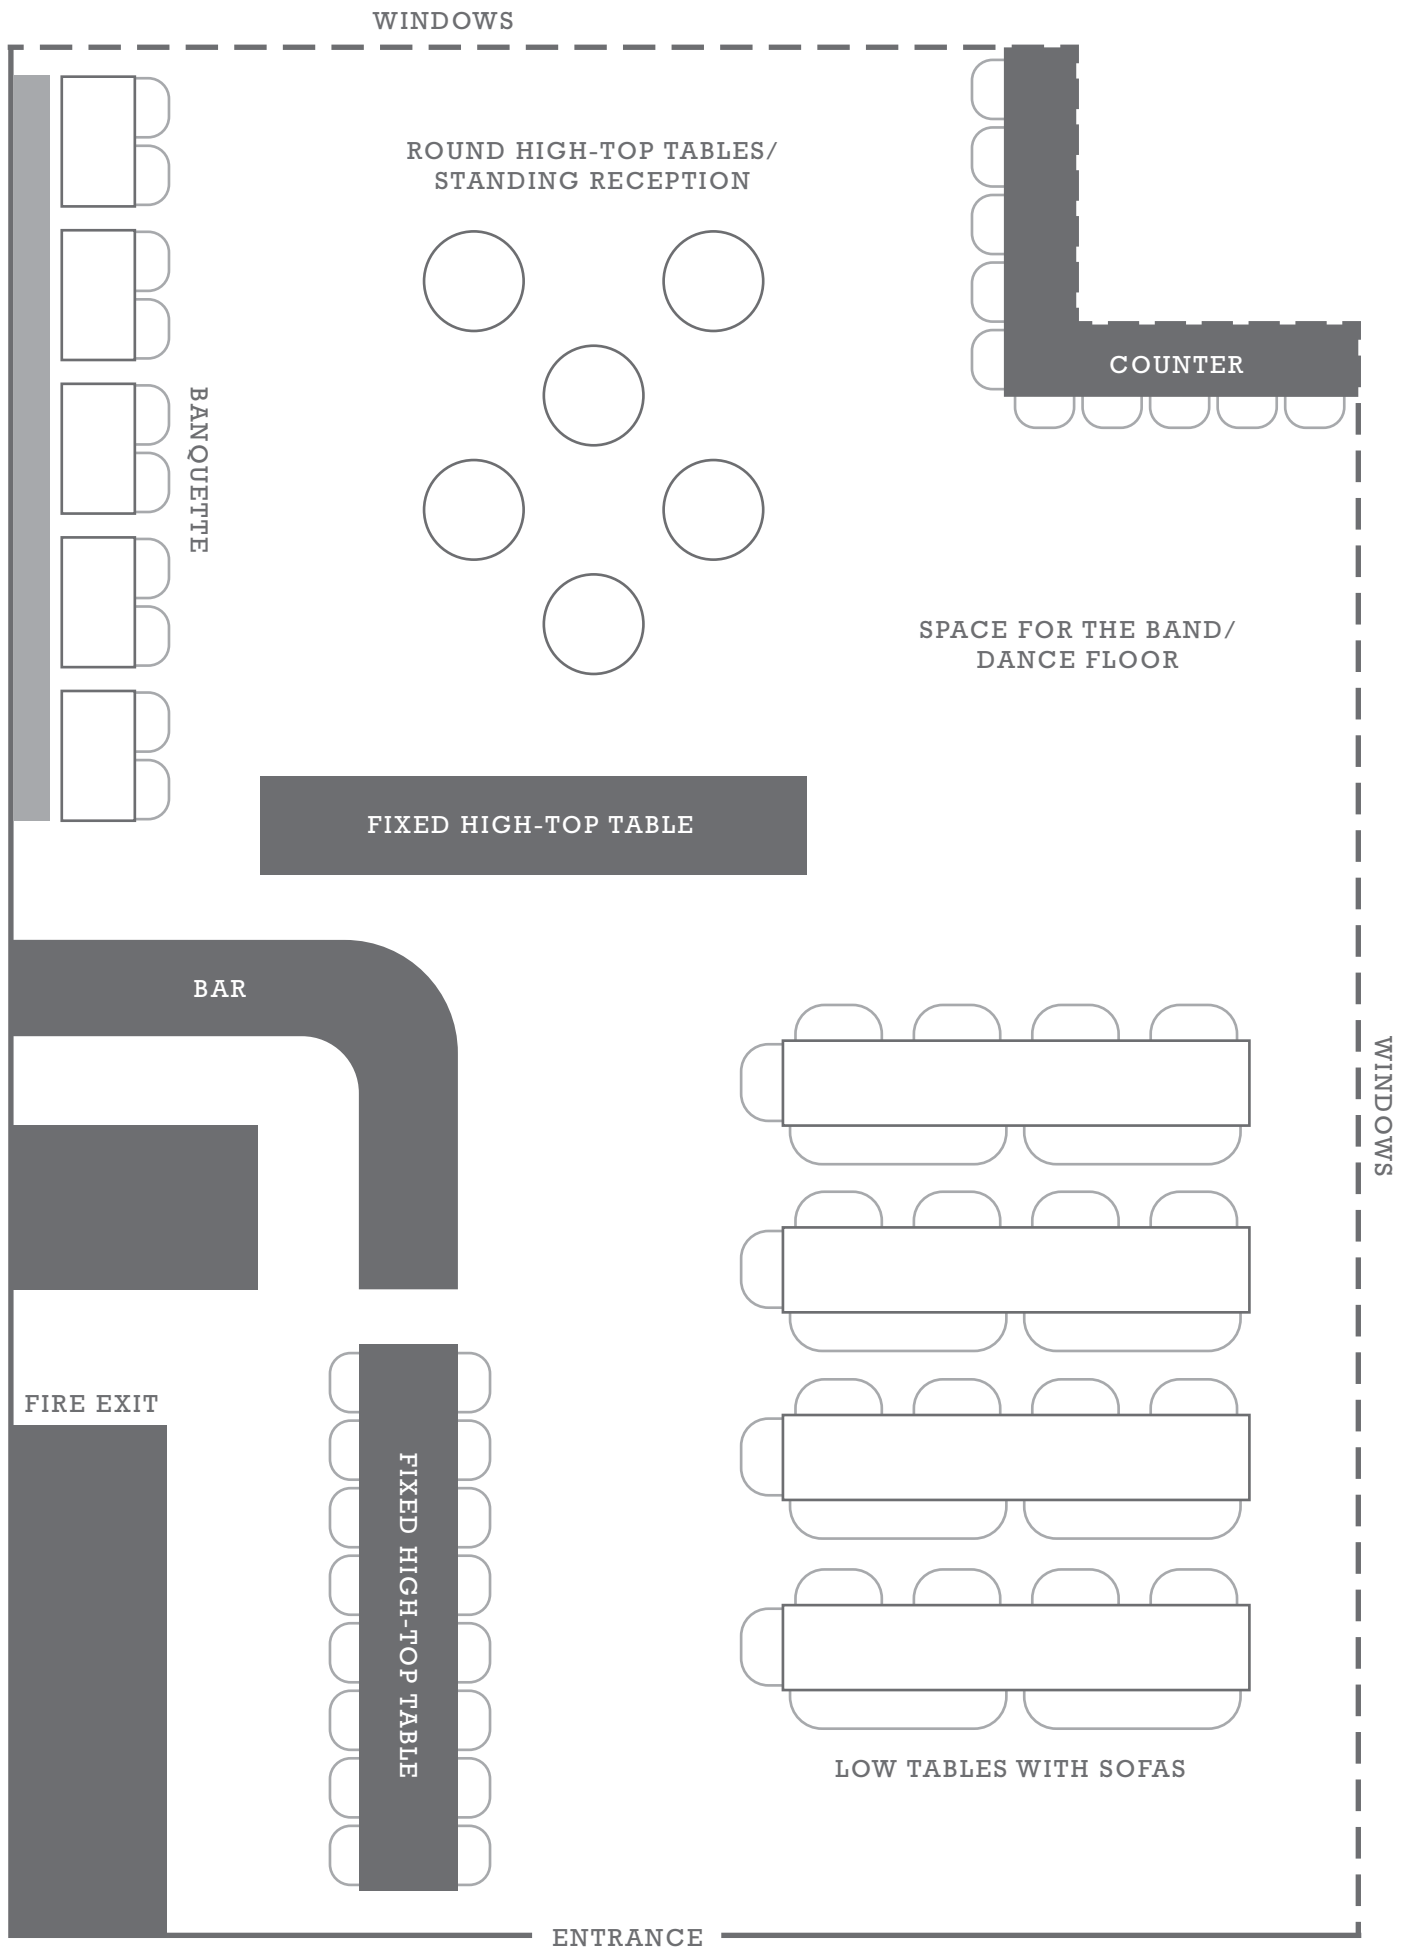 WINDOWS
ROUND HIGH-TOP TABLES/
STANDING RECEPTION
COUNTER
BANQUETTE
SPACE FOR THE BAND/
DANCE FLOOR
FIXED HIGH-TOP TABLE
BAR
WINDOWS
FIRE EXIT
FIXED HIGH-TOP TABLE
LOW TABLES WITH SOFAS
ENTRANCE